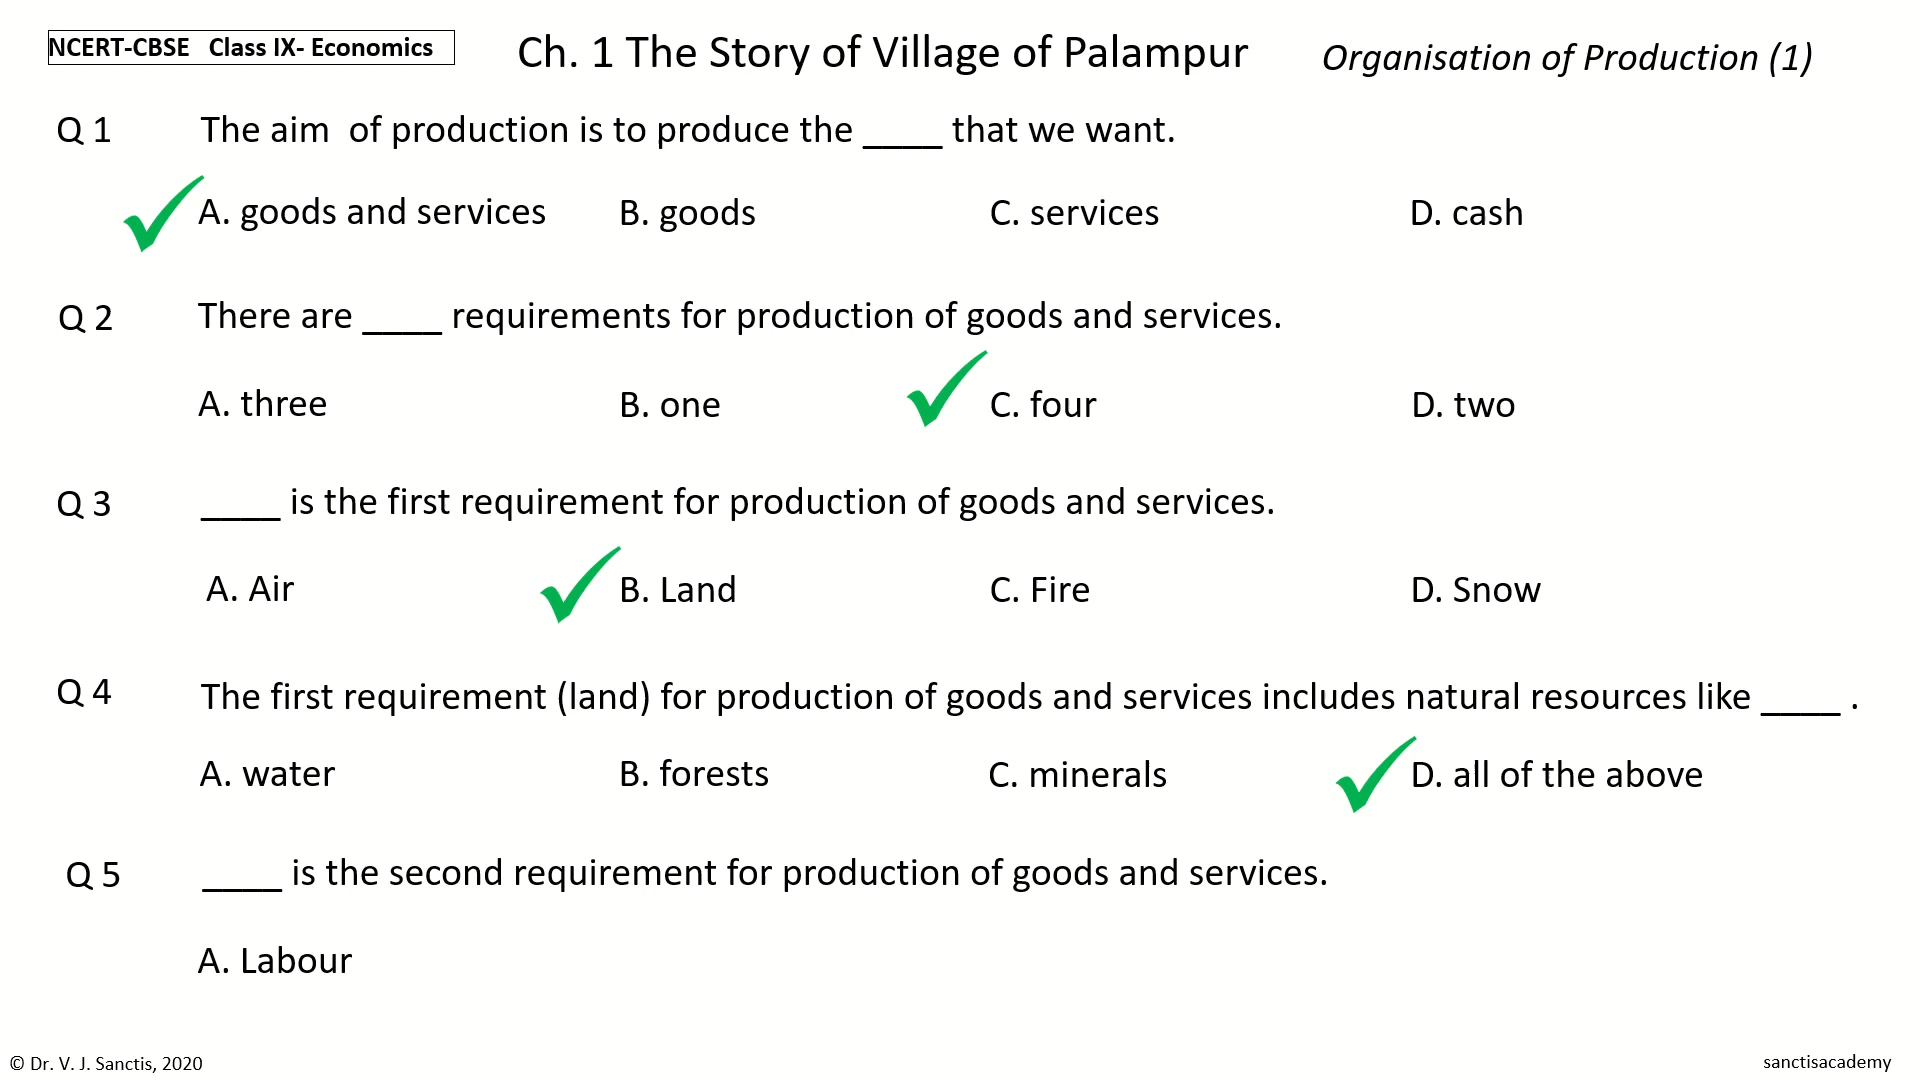 NCERT-CBSE Class IX- Economics
Ch. 1 The Story of Village of Palampur
Organisation of Production (1)
Q 1 The aim of production is to produce the ____ that we want.
A. goods and services B. goods C. services D. cash
Q 2 There are ____ requirements for production of goods and services.
A. three B. one C. four D. two
Q 3 ____ is the first requirement for production of goods and services.
A. Air B. Land C. Fire D. Snow
Q 4 The first requirement (land) for production of goods and services includes natural resources like ____ .
A. water B. forests C. minerals D. all of the above
Q 5 ____ is the second requirement for production of goods and services.
A. Labour
© Dr. V. J. Sanctis, 2020
sanctisacademy